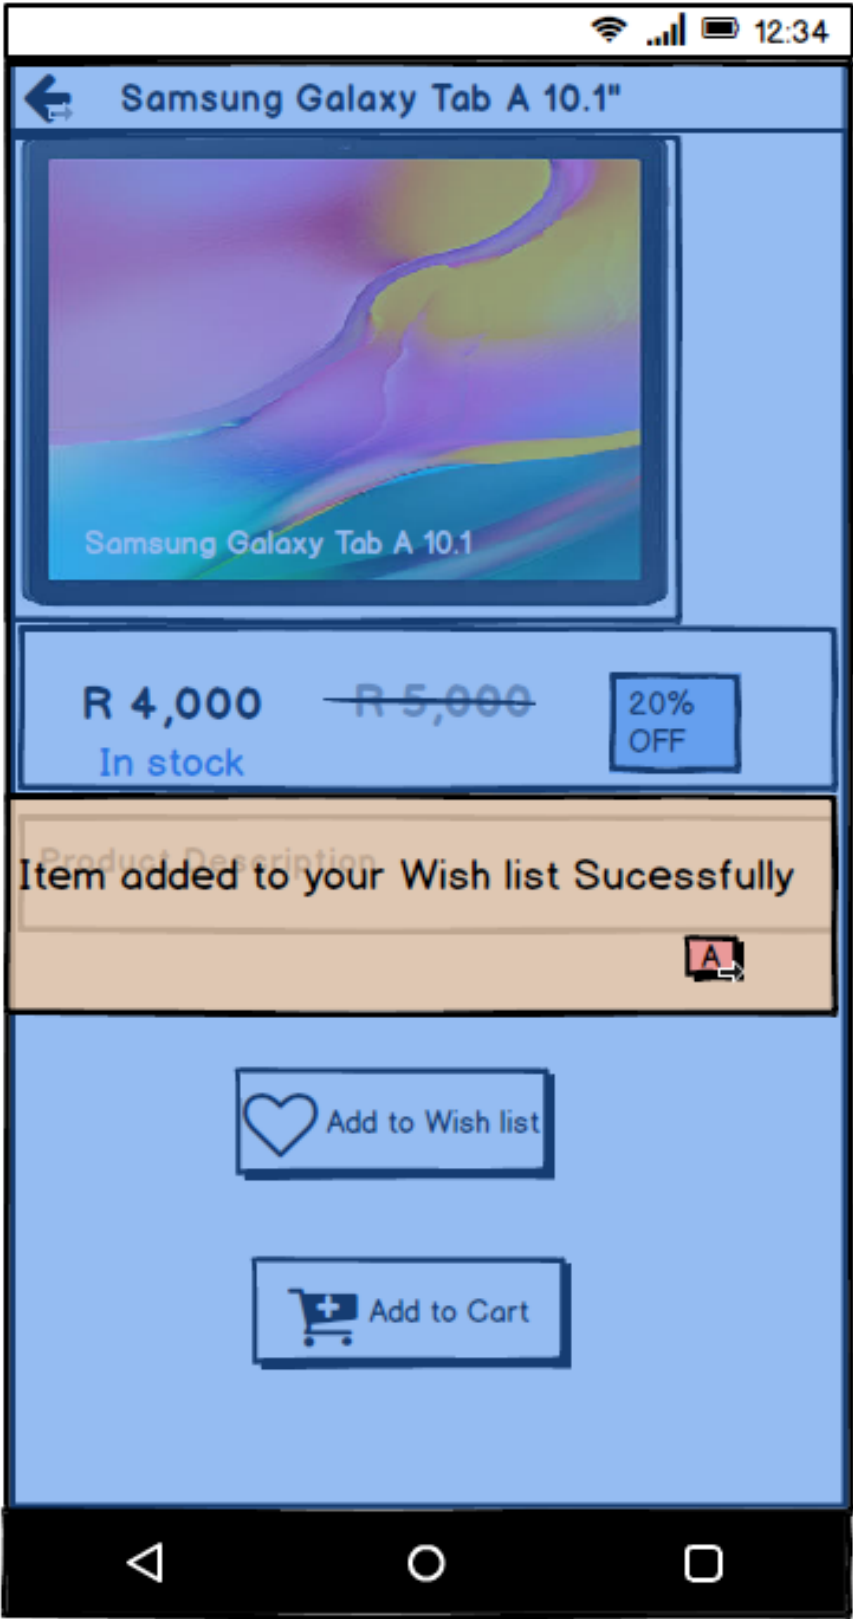 12:34
Samsung Galaxy Tab A 10.1"
Samsung Galaxy Tab A 10.1
R 4,000 R 5,000 20% OFF
In stock
Product Description
Item added to your Wish list Sucessfully
A
Add to Wish list
Add to Cart